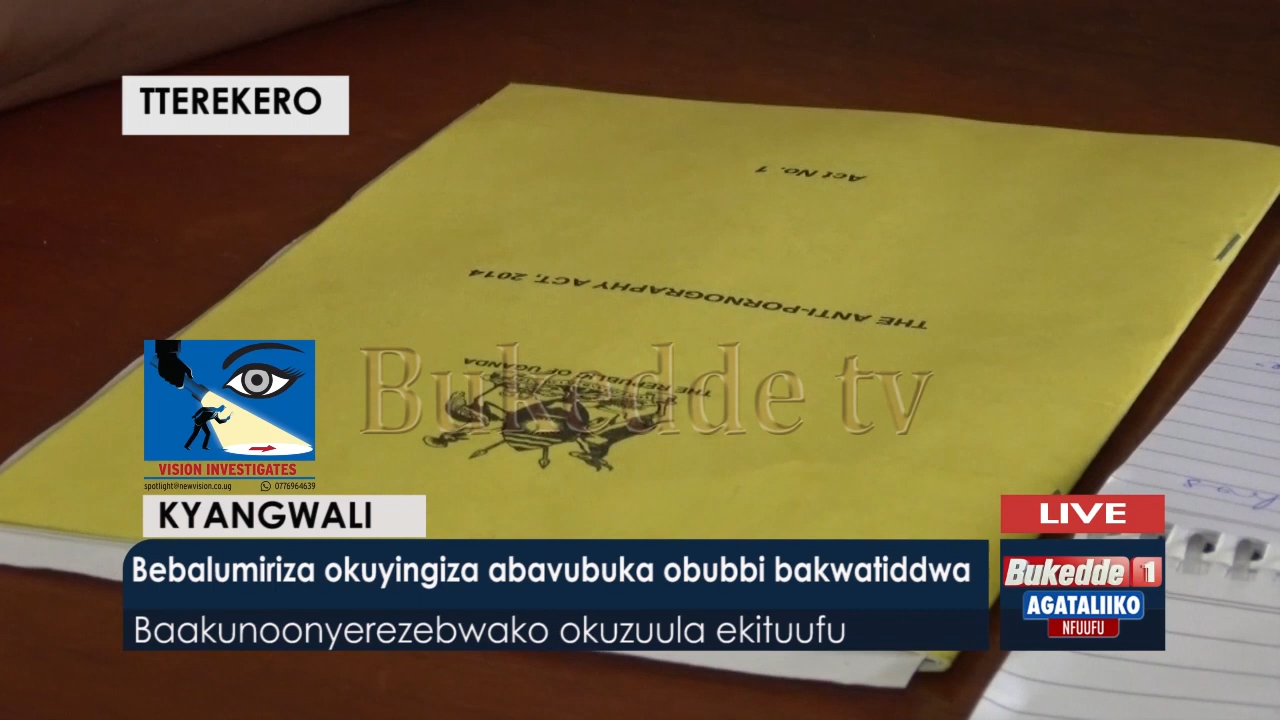 TTEREKERO
Act No. 1
THE ANTI-PORNOGRAPHY ACT, 2014
THE REPUBLIC OF UGANDA
Bukedde tv
VISION INVESTIGATES
spotlight@newvision.co.ug 0776964639
KYANGWALI
LIVE
Bebalumiriza okuyingiza abavubuka obubbi bakwatiddwa
Baakunoonyerezebwako okuzuula ekituufu
Bukedde 1
AGATALIIKO
NFUUFU